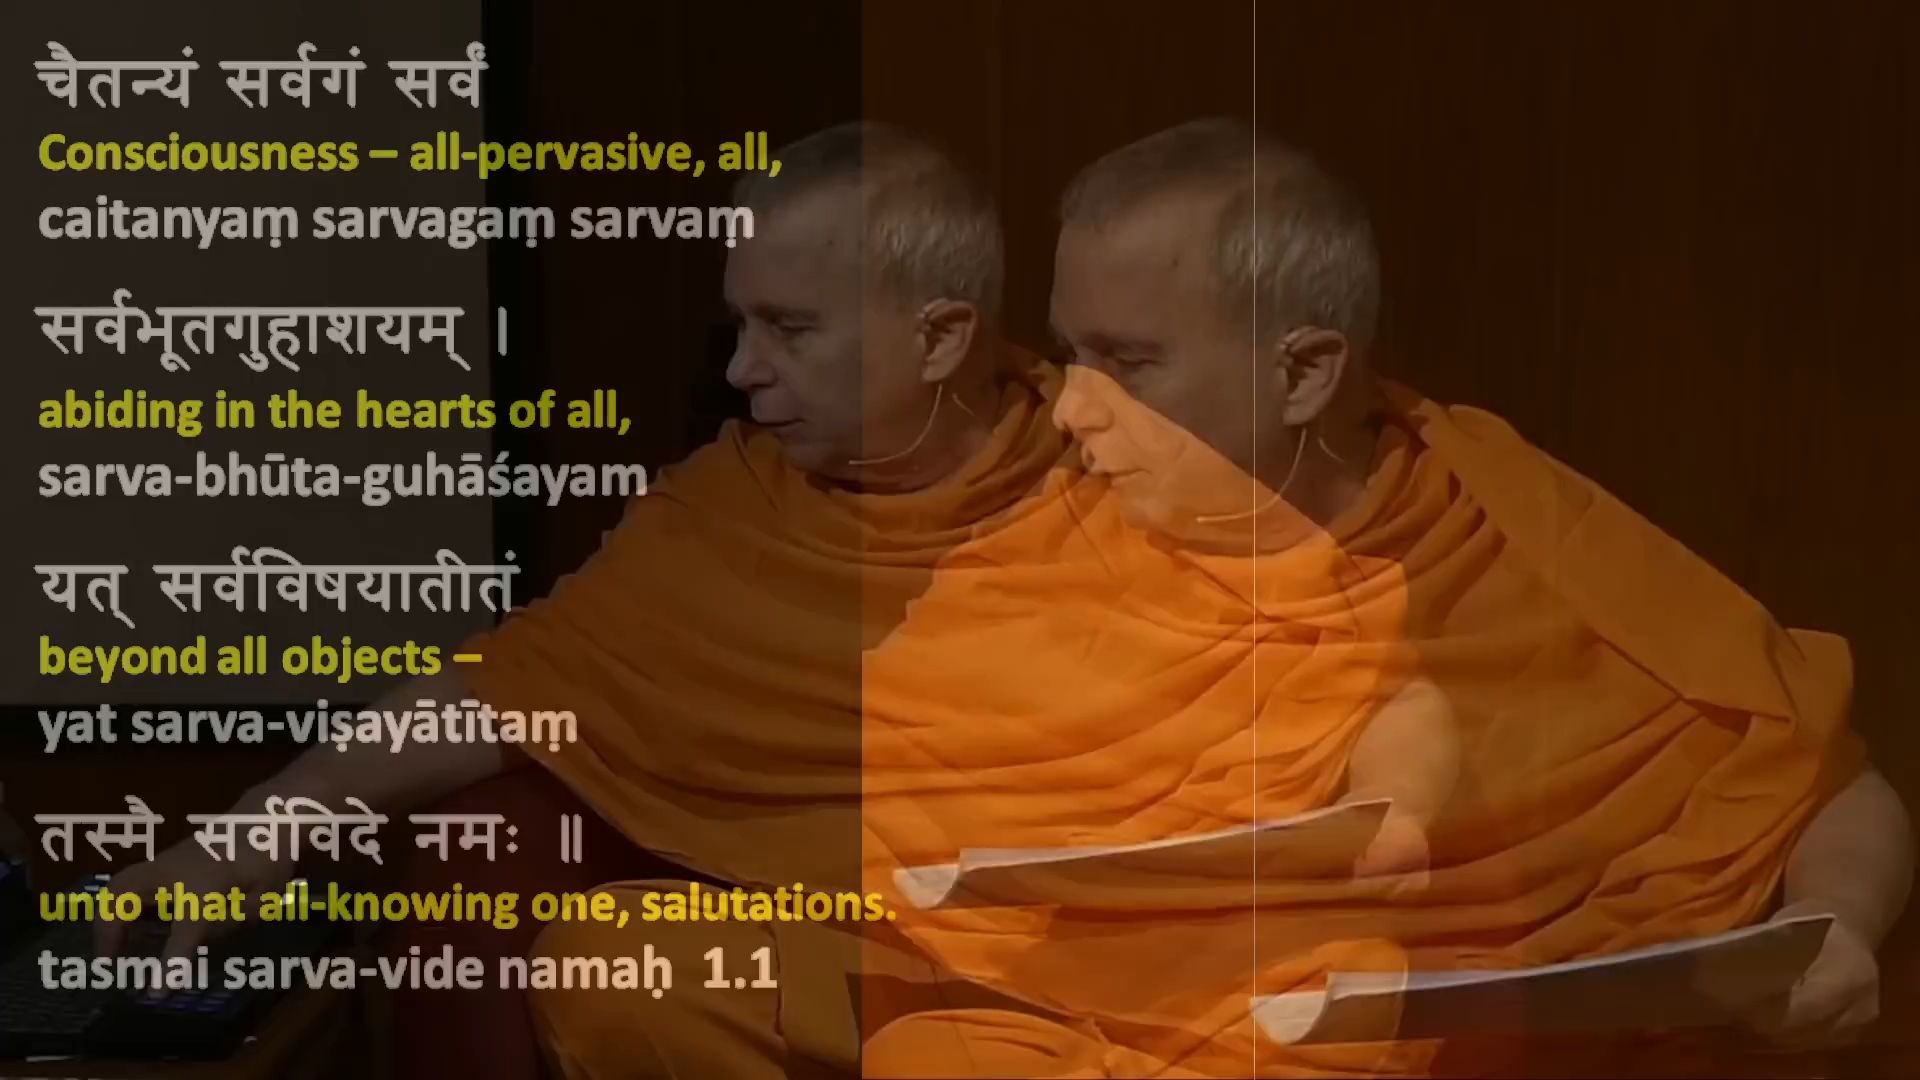 चैतन्यं सर्वगं सर्वं
Consciousness – all-pervasive, all,
caitanyaṃ sarvagaṃ sarvaṃ
सर्वभूतगुहाशयम् ।
abiding in the hearts of all,
sarva-bhūta-guhāśayam
यत् सर्वविषयातीतं
beyond all objects –
yat sarva-viṣayātītaṃ
तस्मै सर्वविदे नमः ॥
unto that all-knowing one, salutations.
tasmai sarva-vide namaḥ 1.1